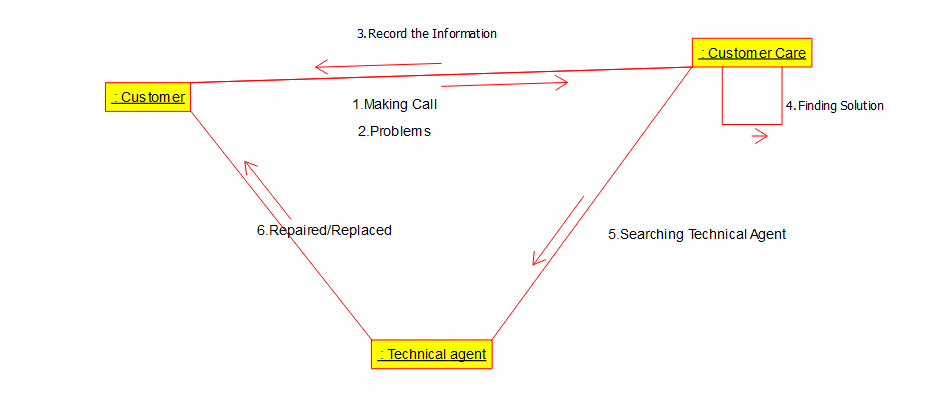 3.Record the Information
: Customer Care
: Customer
1.Making Call
4.Finding Solution
2.Problems
6.Repaired/Replaced
5.Searching Technical Agent
: Technical agent